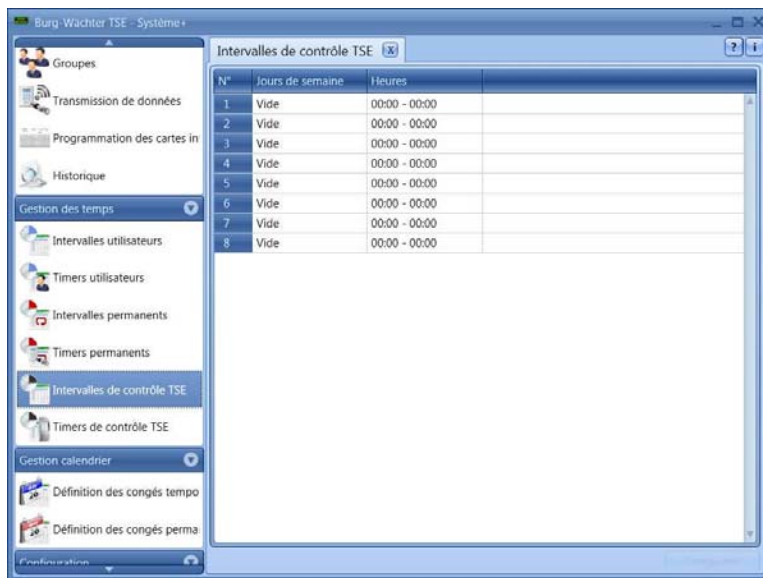 Burg-Wächter TSE - Système+
Groupes
Transmission de données
Programmation des cartes in
Historique
Gestion des temps
Intervalles utilisateurs
Timers utilisateurs
Intervalles permanents
Timers permanents
Intervalles de contrôle TSE
Timers de contrôle TSE
Gestion calendrier
Définition des congés tempo
Définition des congés perma
Configuration
Intervalles de contrôle TSE X
? i
N° Jours de semaine Heures
1 Vide 00:00 - 00:00
2 Vide 00:00 - 00:00
3 Vide 00:00 - 00:00
4 Vide 00:00 - 00:00
5 Vide 00:00 - 00:00
6 Vide 00:00 - 00:00
7 Vide 00:00 - 00:00
8 Vide 00:00 - 00:00